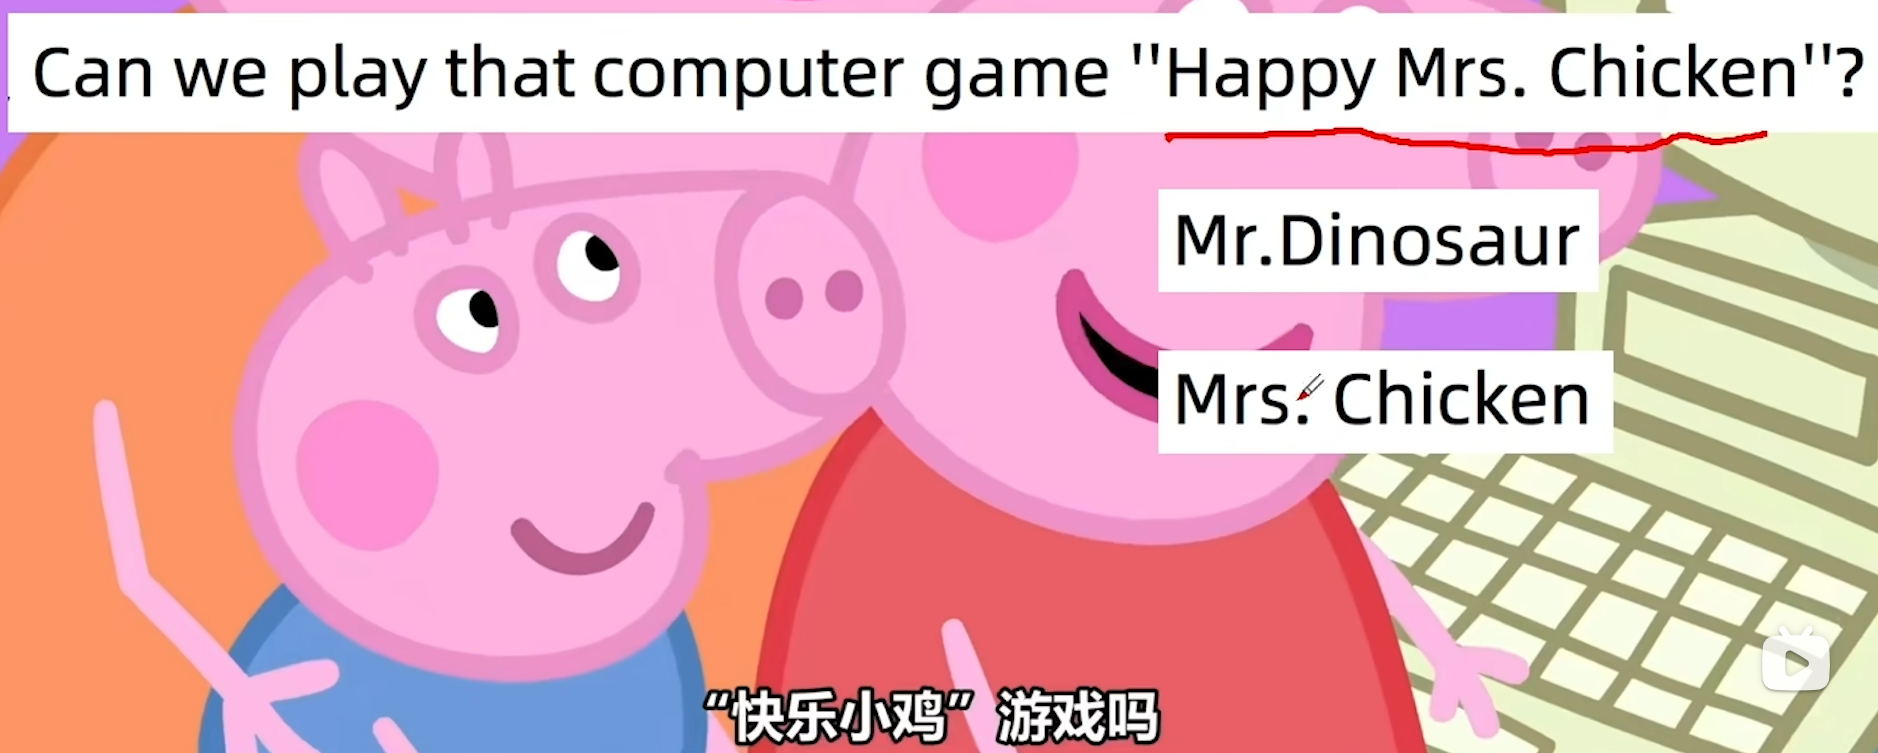 Can we play that computer game "Happy Mrs. Chicken"?
Mr.Dinosaur
Mrs. Chicken
“快乐小鸡”游戏吗